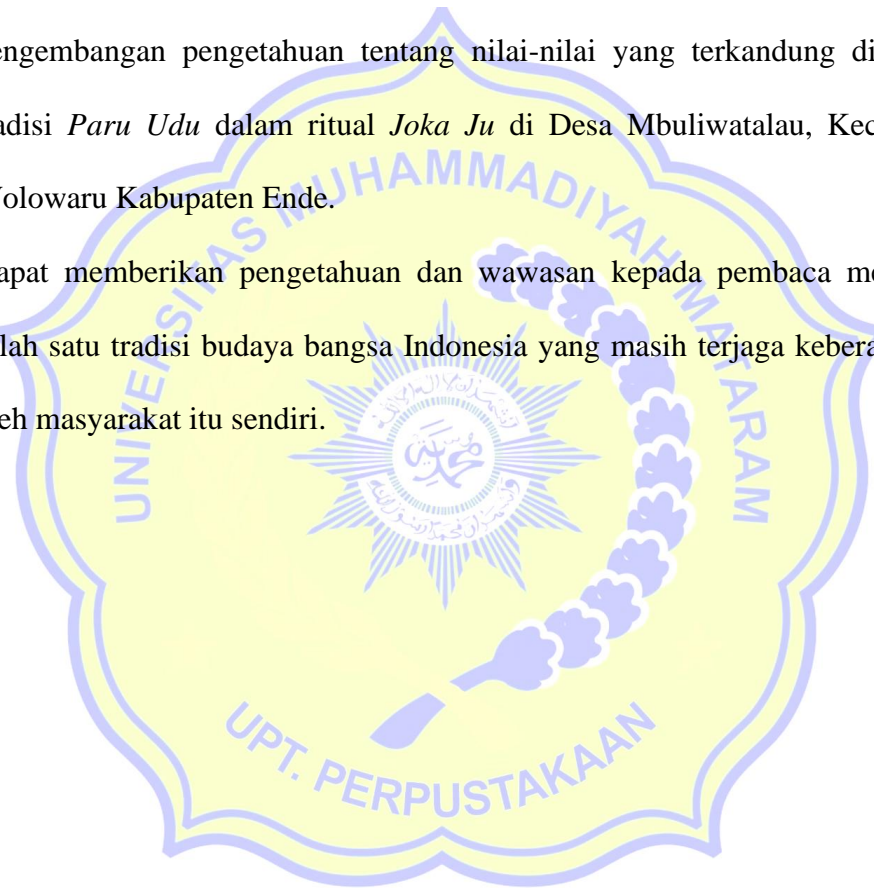 engembangan pengetahuan tentang nilai-nilai yang terkandung di
adisi Paru Udu dalam ritual Joka Ju di Desa Mbuliwatalau, Kec
olowaru Kabupaten Ende.
apat memberikan pengetahuan dan wawasan kepada pembaca me
lah satu tradisi budaya bangsa Indonesia yang masih terjaga kebera
eh masyarakat itu sendiri.
UNIVERSITAS MUHAMMADIYAH MATARAM
UPT. PERPUSTAKAAN